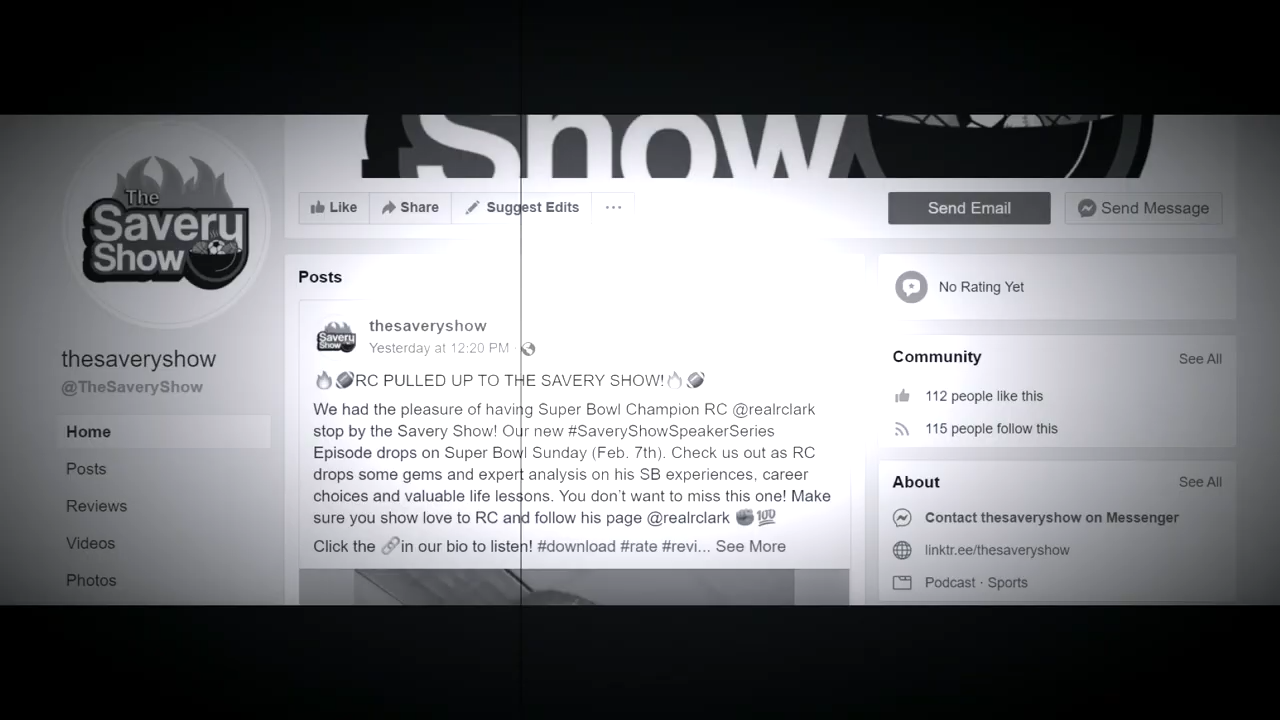 Show
The
Savery
Show
Like
Share
Suggest Edits
Send Email
Send Message
Posts
No Rating Yet
Savery
Show
thesaveryshow
Yesterday at 12:20 PM ·
thesaveryshow
@TheSaveryShow
🔥🏈RC PULLED UP TO THE SAVERY SHOW!🔥🏈
We had the pleasure of having Super Bowl Champion RC @realrclark
stop by the Savery Show! Our new #SaveryShowSpeakerSeries
Episode drops on Super Bowl Sunday (Feb. 7th). Check us out as RC
drops some gems and expert analysis on his SB experiences, career
choices and valuable life lessons. You don’t want to miss this one! Make
sure you show love to RC and follow his page @realrclark ✊💯
Click the 🔗in our bio to listen! #download #rate #revi... See More
Home
Posts
Reviews
Videos
Photos
Community See All
112 people like this
115 people follow this
About See All
Contact thesaveryshow on Messenger
linktr.ee/thesaveryshow
Podcast · Sports